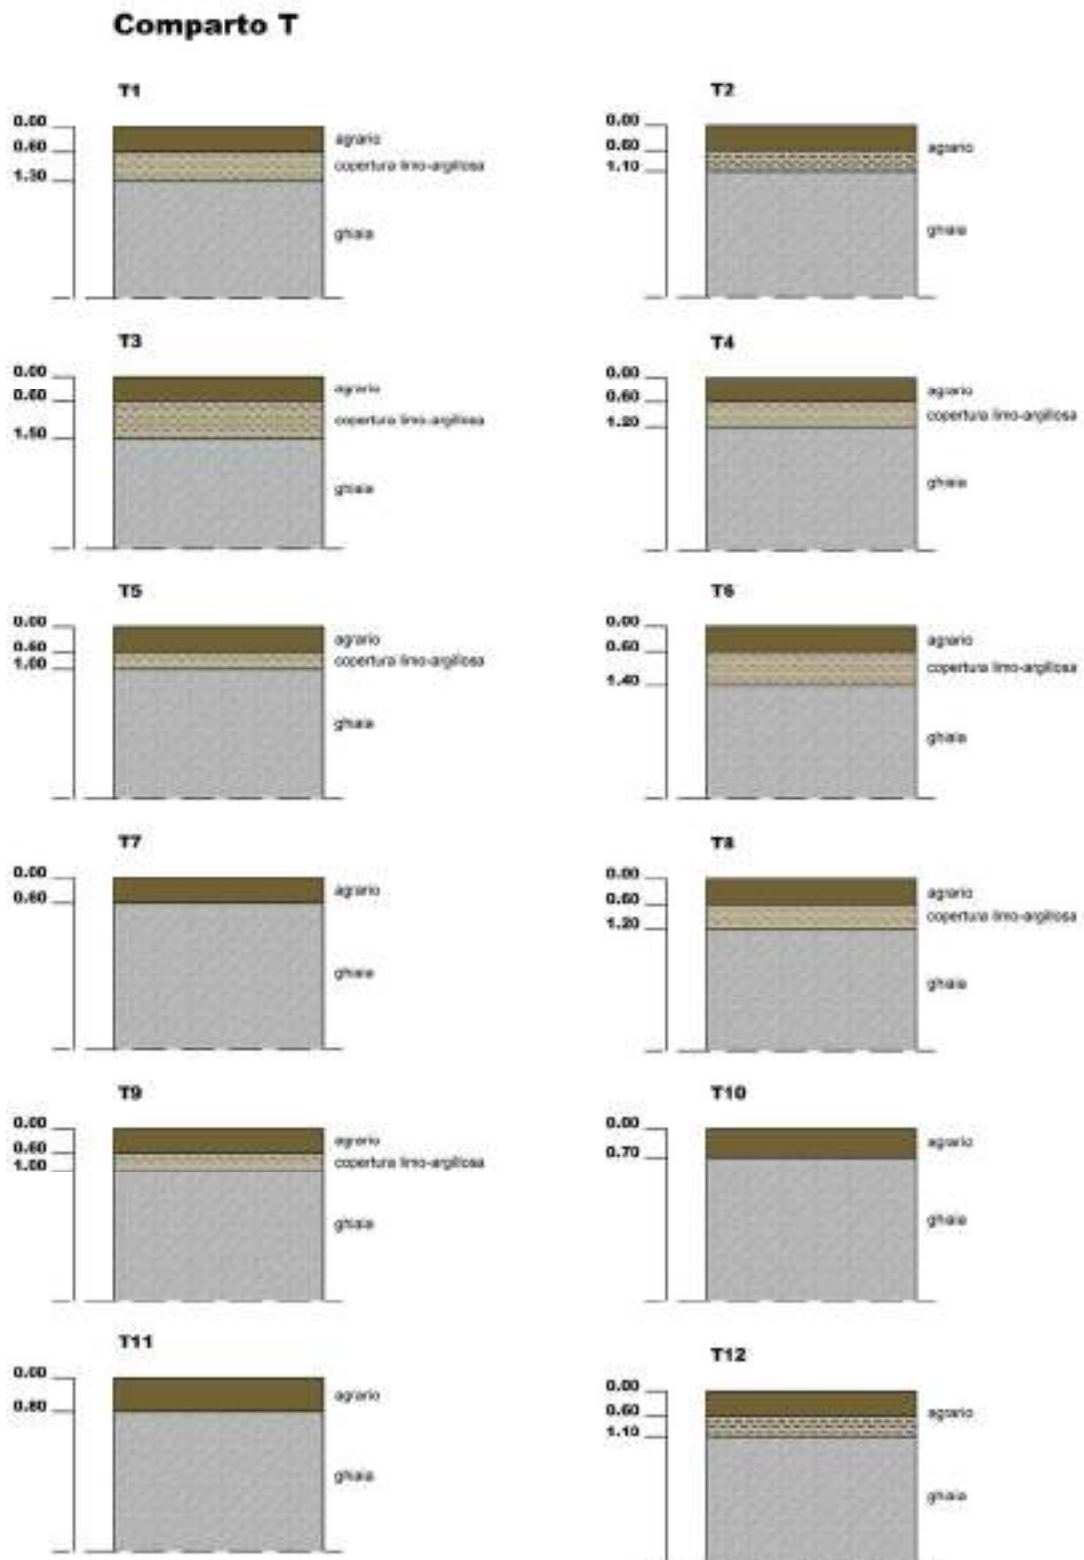 Comparto T
T1
0.00
0.60
1.30
agrario
copertura limo-argillosa
ghiaia
T2
0.00
0.60
1.10
agrario
ghiaia
T3
0.00
0.60
1.50
agrario
copertura limo-argillosa
ghiaia
T4
0.00
0.60
1.20
agrario
copertura limo-argillosa
ghiaia
T5
0.00
0.60
1.00
agrario
copertura limo-argillosa
ghiaia
T6
0.00
0.60
1.40
agrario
copertura limo-argillosa
ghiaia
T7
0.00
0.60
agrario
ghiaia
T8
0.00
0.60
1.20
agrario
copertura limo-argillosa
ghiaia
T9
0.00
0.60
1.00
agrario
copertura limo-argillosa
ghiaia
T10
0.00
0.70
agrario
ghiaia
T11
0.00
0.80
agrario
ghiaia
T12
0.00
0.60
1.10
agrario
ghiaia